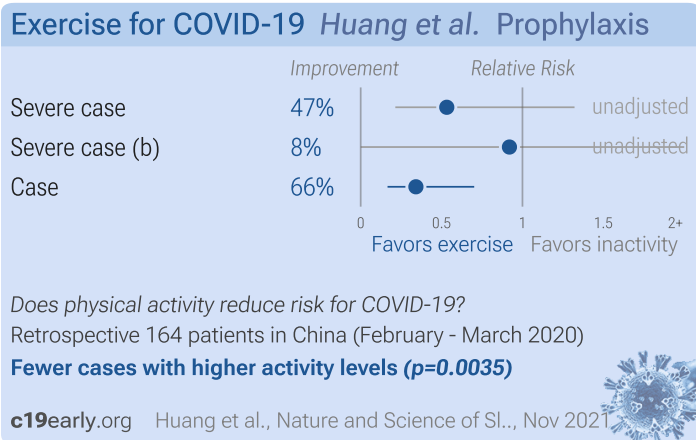 Exercise for COVID-19 Huang et al. Prophylaxis
Improvement Relative Risk
Severe case 47% unadjusted
Severe case (b) 8% unadjusted
Case 66%
0 0.5 1 1.5 2+
Favors exercise Favors inactivity
Does physical activity reduce risk for COVID-19?
Retrospective 164 patients in China (February - March 2020)
Fewer cases with higher activity levels (p=0.0035)
c19early.org Huang et al., Nature and Science of Sl.., Nov 2021